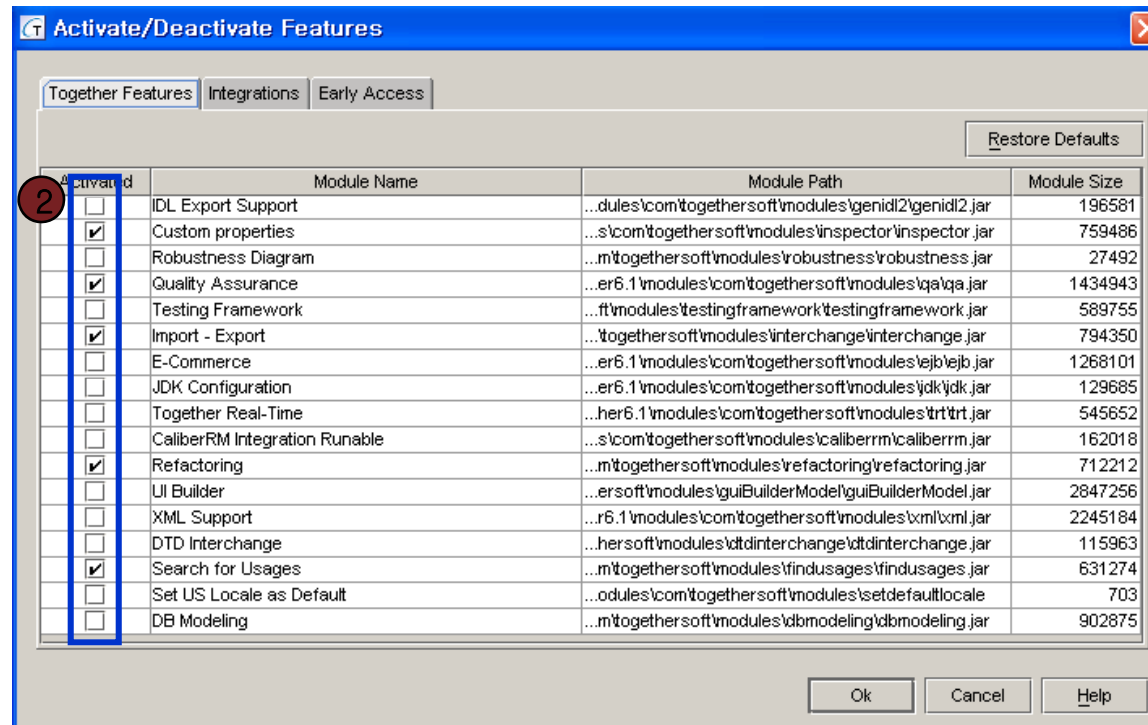 Activate/Deactivate Features
Together Features Integrations Early Access
Restore Defaults
Activated Module Name Module Path Module Size
2
IDL Export Support ...dules\com\togethersoft\modules\genidl2\genidl2.jar 196581
Custom properties ...s\com\togethersoft\modules\inspector\inspector.jar 759486
Robustness Diagram ...m\togethersoft\modules\robustness\robustness.jar 27492
Quality Assurance ...er6.1\modules\com\togethersoft\modules\qa\qa.jar 1434943
Testing Framework ...ft\modules\testingframework\testingframework.jar 589755
Import - Export ...\togethersoft\modules\interchange\interchange.jar 794350
E-Commerce ...er6.1\modules\com\togethersoft\modules\ejb\ejb.jar 1268101
JDK Configuration ...er6.1\modules\com\togethersoft\modules\jdk\jdk.jar 129685
Together Real-Time ...her6.1\modules\com\togethersoft\modules\trt\trt.jar 545652
CaliberRM Integration Runable ...s\com\togethersoft\modules\caliberrm\caliberrm.jar 162018
Refactoring ...m\togethersoft\modules\refactoring\refactoring.jar 712212
UI Builder ...ersoft\modules\guiBuilderModel\guiBuilderModel.jar 2847256
XML Support ...r6.1\modules\com\togethersoft\modules\xml\xml.jar 2245184
DTD Interchange ...hersoft\modules\dtdinterchange\dtdinterchange.jar 115963
Search for Usages ...m\togethersoft\modules\findusages\findusages.jar 631274
Set US Locale as Default ...odules\com\togethersoft\modules\setdefaultlocale 703
DB Modeling ...m\togethersoft\modules\dbmodeling\dbmodeling.jar 902875
Ok Cancel Help